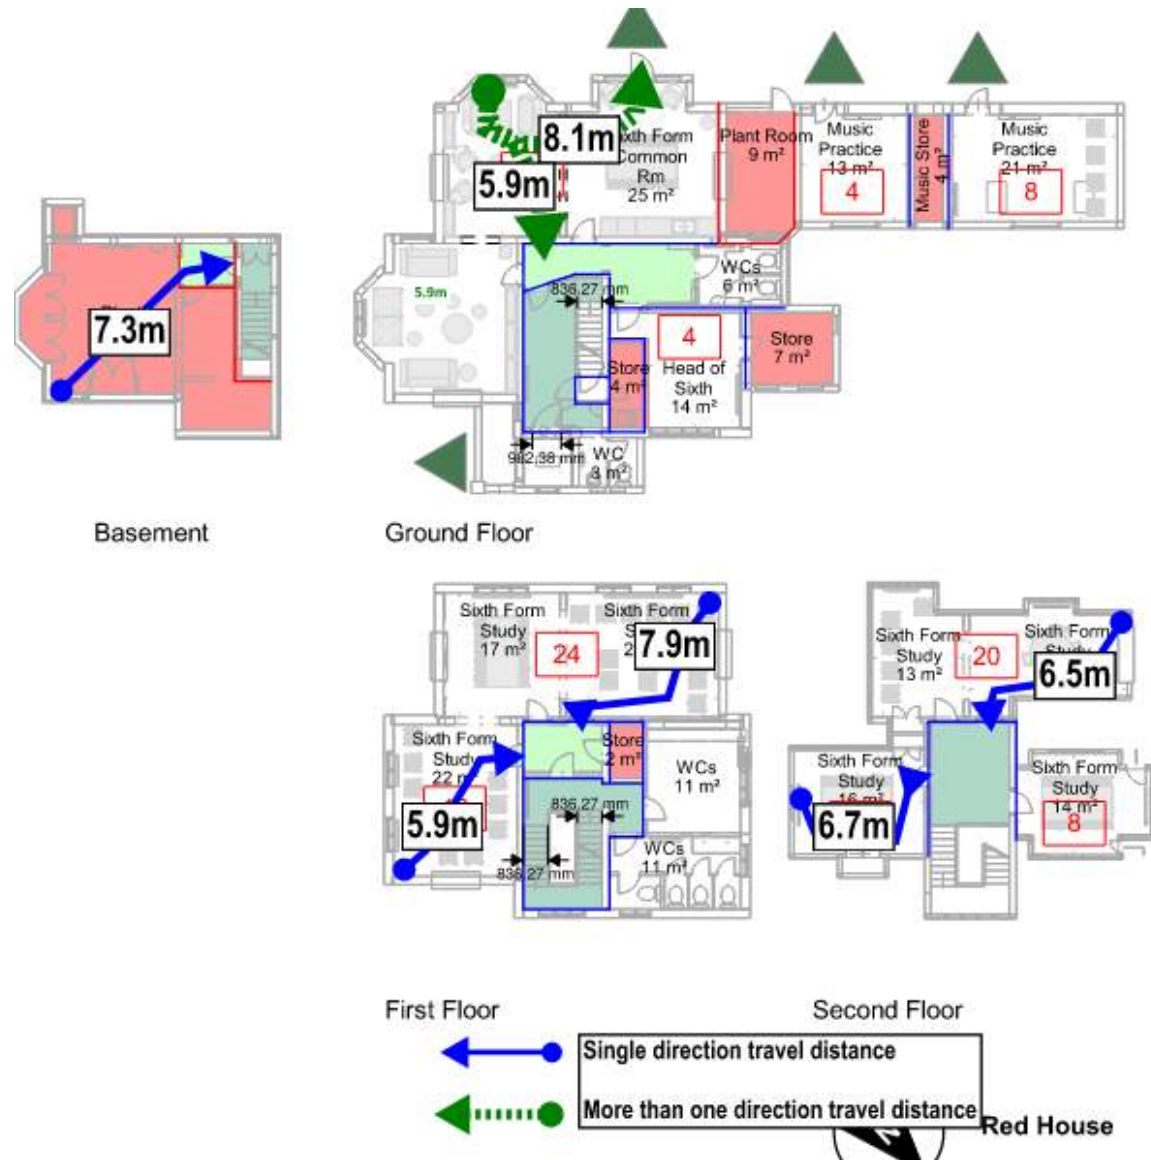 8.1m
Sixth Form
Common
Rm
25 m²
5.9m
Plant Room
9 m²
Music
Practice
13 m²
4
Music Store
4 m²
Music
Practice
21 m²
8
7.3m
5.9m
WCs
6 m²
836.27 mm
4
Head of
Sixth
14 m²
Store
4 m²
Store
7 m²
WC
3 m²
Basement
Ground Floor
Sixth Form
Study
17 m²
24
Sixth Form
7.9m
Sixth Form
Study
22 m²
5.9m
Store
2 m²
WCs
11 m²
836.27 mm
WCs
11 m²
836.27 mm
Sixth Form
Study
13 m²
20
Sixth Form
Study
6.5m
Sixth Form
Study
16 m²
6.7m
Sixth Form
Study
14 m²
8
First Floor
Second Floor
Single direction travel distance
More than one direction travel distance
Red House